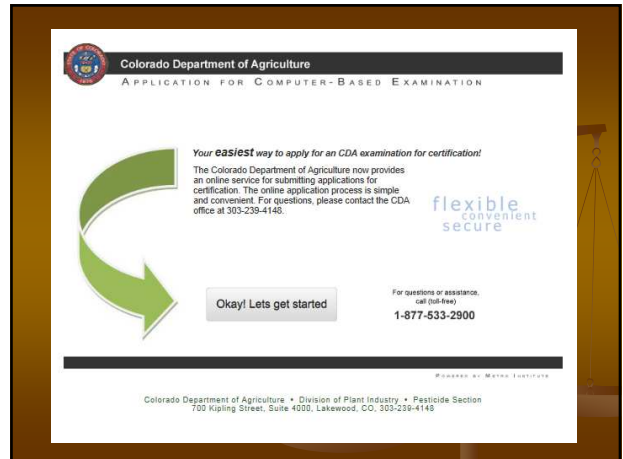 Colorado Department of Agriculture
APPLICATION FOR COMPUTER-BASED EXAMINATION
Your easiest way to apply for an CDA examination for certification!
The Colorado Department of Agriculture now provides
an online service for submitting applications for
certification. The online application process is simple
and convenient. For questions, please contact the CDA
office at 303-239-4148.
flexible
convenient
secure
Okay! Lets get started
For questions or assistance,
call (toll-free)
1-877-533-2900
POWERED BY METRO INSTITUTE
Colorado Department of Agriculture • Division of Plant Industry • Pesticide Section
700 Kipling Street, Suite 4000, Lakewood, CO, 303-239-4148